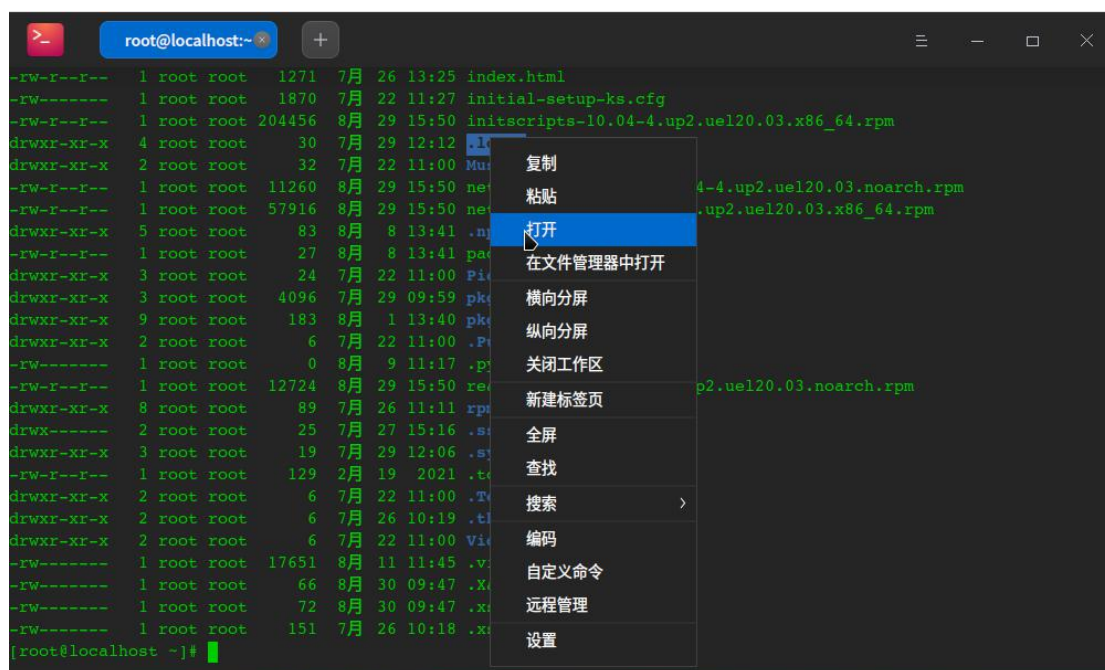 >_
root@localhost:~
-rw-r--r-- 1 root root 1271 7月 26 13:25 index.html
-rw------- 1 root root 1870 7月 22 11:27 initial-setup-ks.cfg
-rw-r--r-- 1 root root 204456 8月 29 15:50 initscripts-10.04-4.up2.uel20.03.x86_64.rpm
drwxr-xr-x 4 root root 30 7月 29 12:12
drwxr-xr-x 2 root root 32 7月 22 11:00
-rw-r--r-- 1 root root 11260 8月 29 15:50 4-4.up2.uel20.03.noarch.rpm
-rw-r--r-- 1 root root 57916 8月 29 15:50 .up2.uel20.03.x86_64.rpm
drwxr-xr-x 5 root root 83 8月 8 13:41
-rw-r--r-- 1 root root 27 8月 8 13:41
drwxr-xr-x 3 root root 24 7月 22 11:00
drwxr-xr-x 3 root root 4096 7月 29 09:59
drwxr-xr-x 9 root root 183 8月 1 13:40
drwxr-xr-x 2 root root 6 7月 22 11:00
-rw------- 1 root root 0 8月 9 11:17
-rw-r--r-- 1 root root 12724 8月 29 15:50 p2.uel20.03.noarch.rpm
drwxr-xr-x 8 root root 89 7月 26 11:11
drwx------ 2 root root 25 7月 27 15:16
drwxr-xr-x 3 root root 19 7月 29 12:06
-rw-r--r-- 1 root root 129 2月 19 2021
drwxr-xr-x 2 root root 6 7月 22 11:00
drwxr-xr-x 2 root root 6 7月 26 10:19
drwxr-xr-x 2 root root 6 7月 22 11:00
-rw------- 1 root root 17651 8月 11 11:45
-rw------- 1 root root 66 8月 30 09:47
-rw------- 1 root root 72 8月 30 09:47
-rw------- 1 root root 151 7月 26 10:18
[root@localhost ~]#
复制
粘贴
打开
在文件管理器中打开
横向分屏
纵向分屏
关闭工作区
新建标签页
全屏
查找
搜索
编码
自定义命令
远程管理
设置